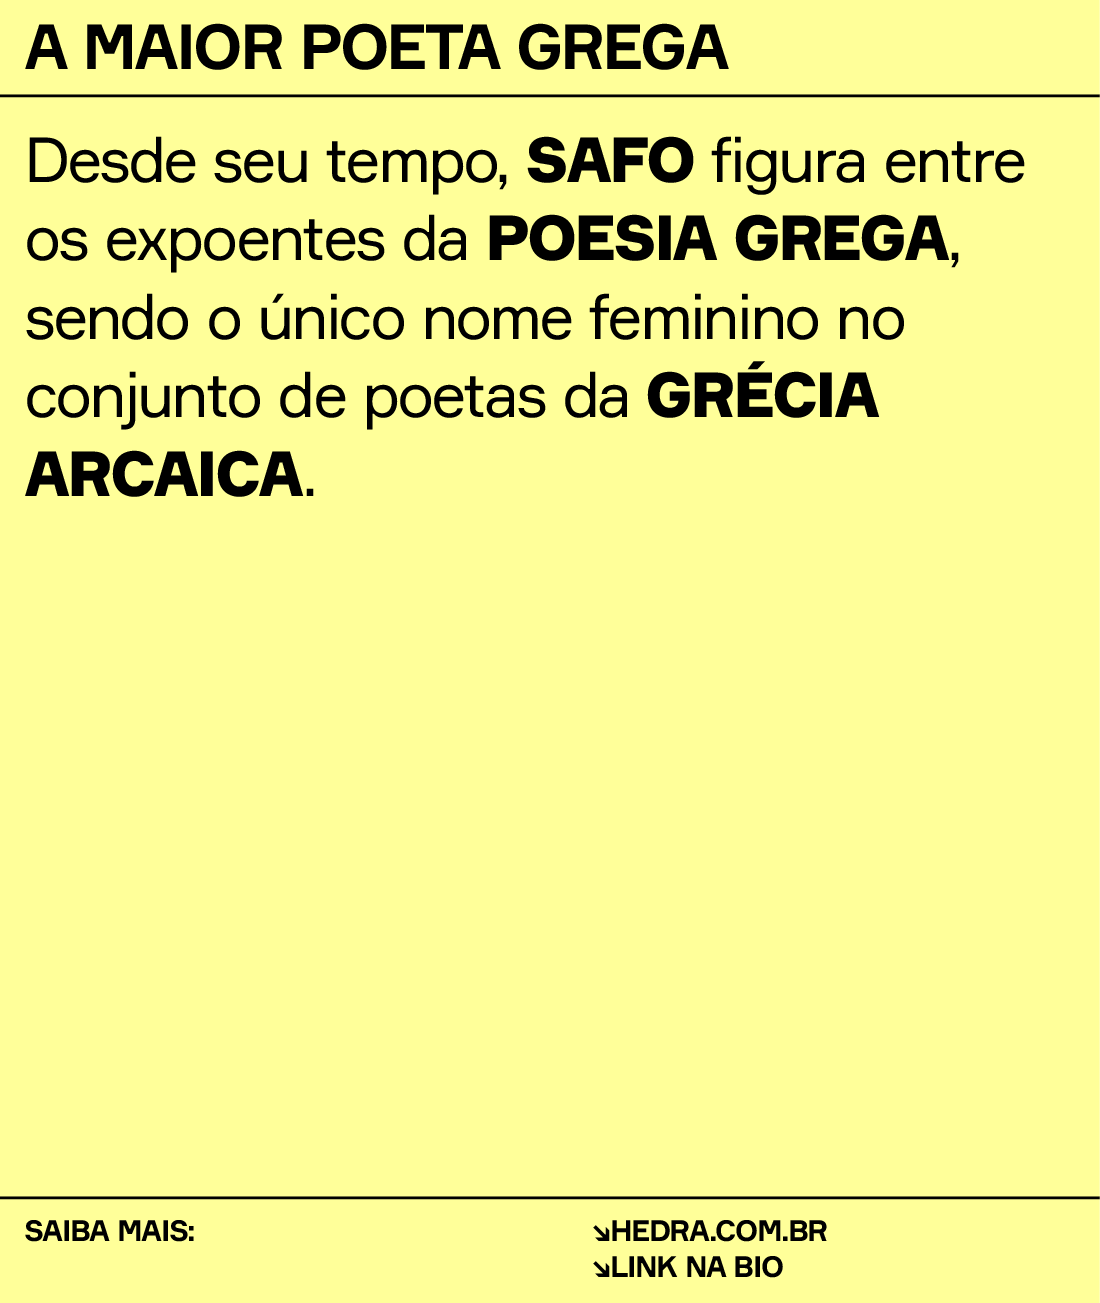 A MAIOR POETA GREGA
Desde seu tempo, SAFO figura entre
os expoentes da POESIA GREGA,
sendo o único nome feminino no
conjunto de poetas da GRÉCIA
ARCAICA.
SAIBA MAIS:
↘HEDRA.COM.BR
↘LINK NA BIO